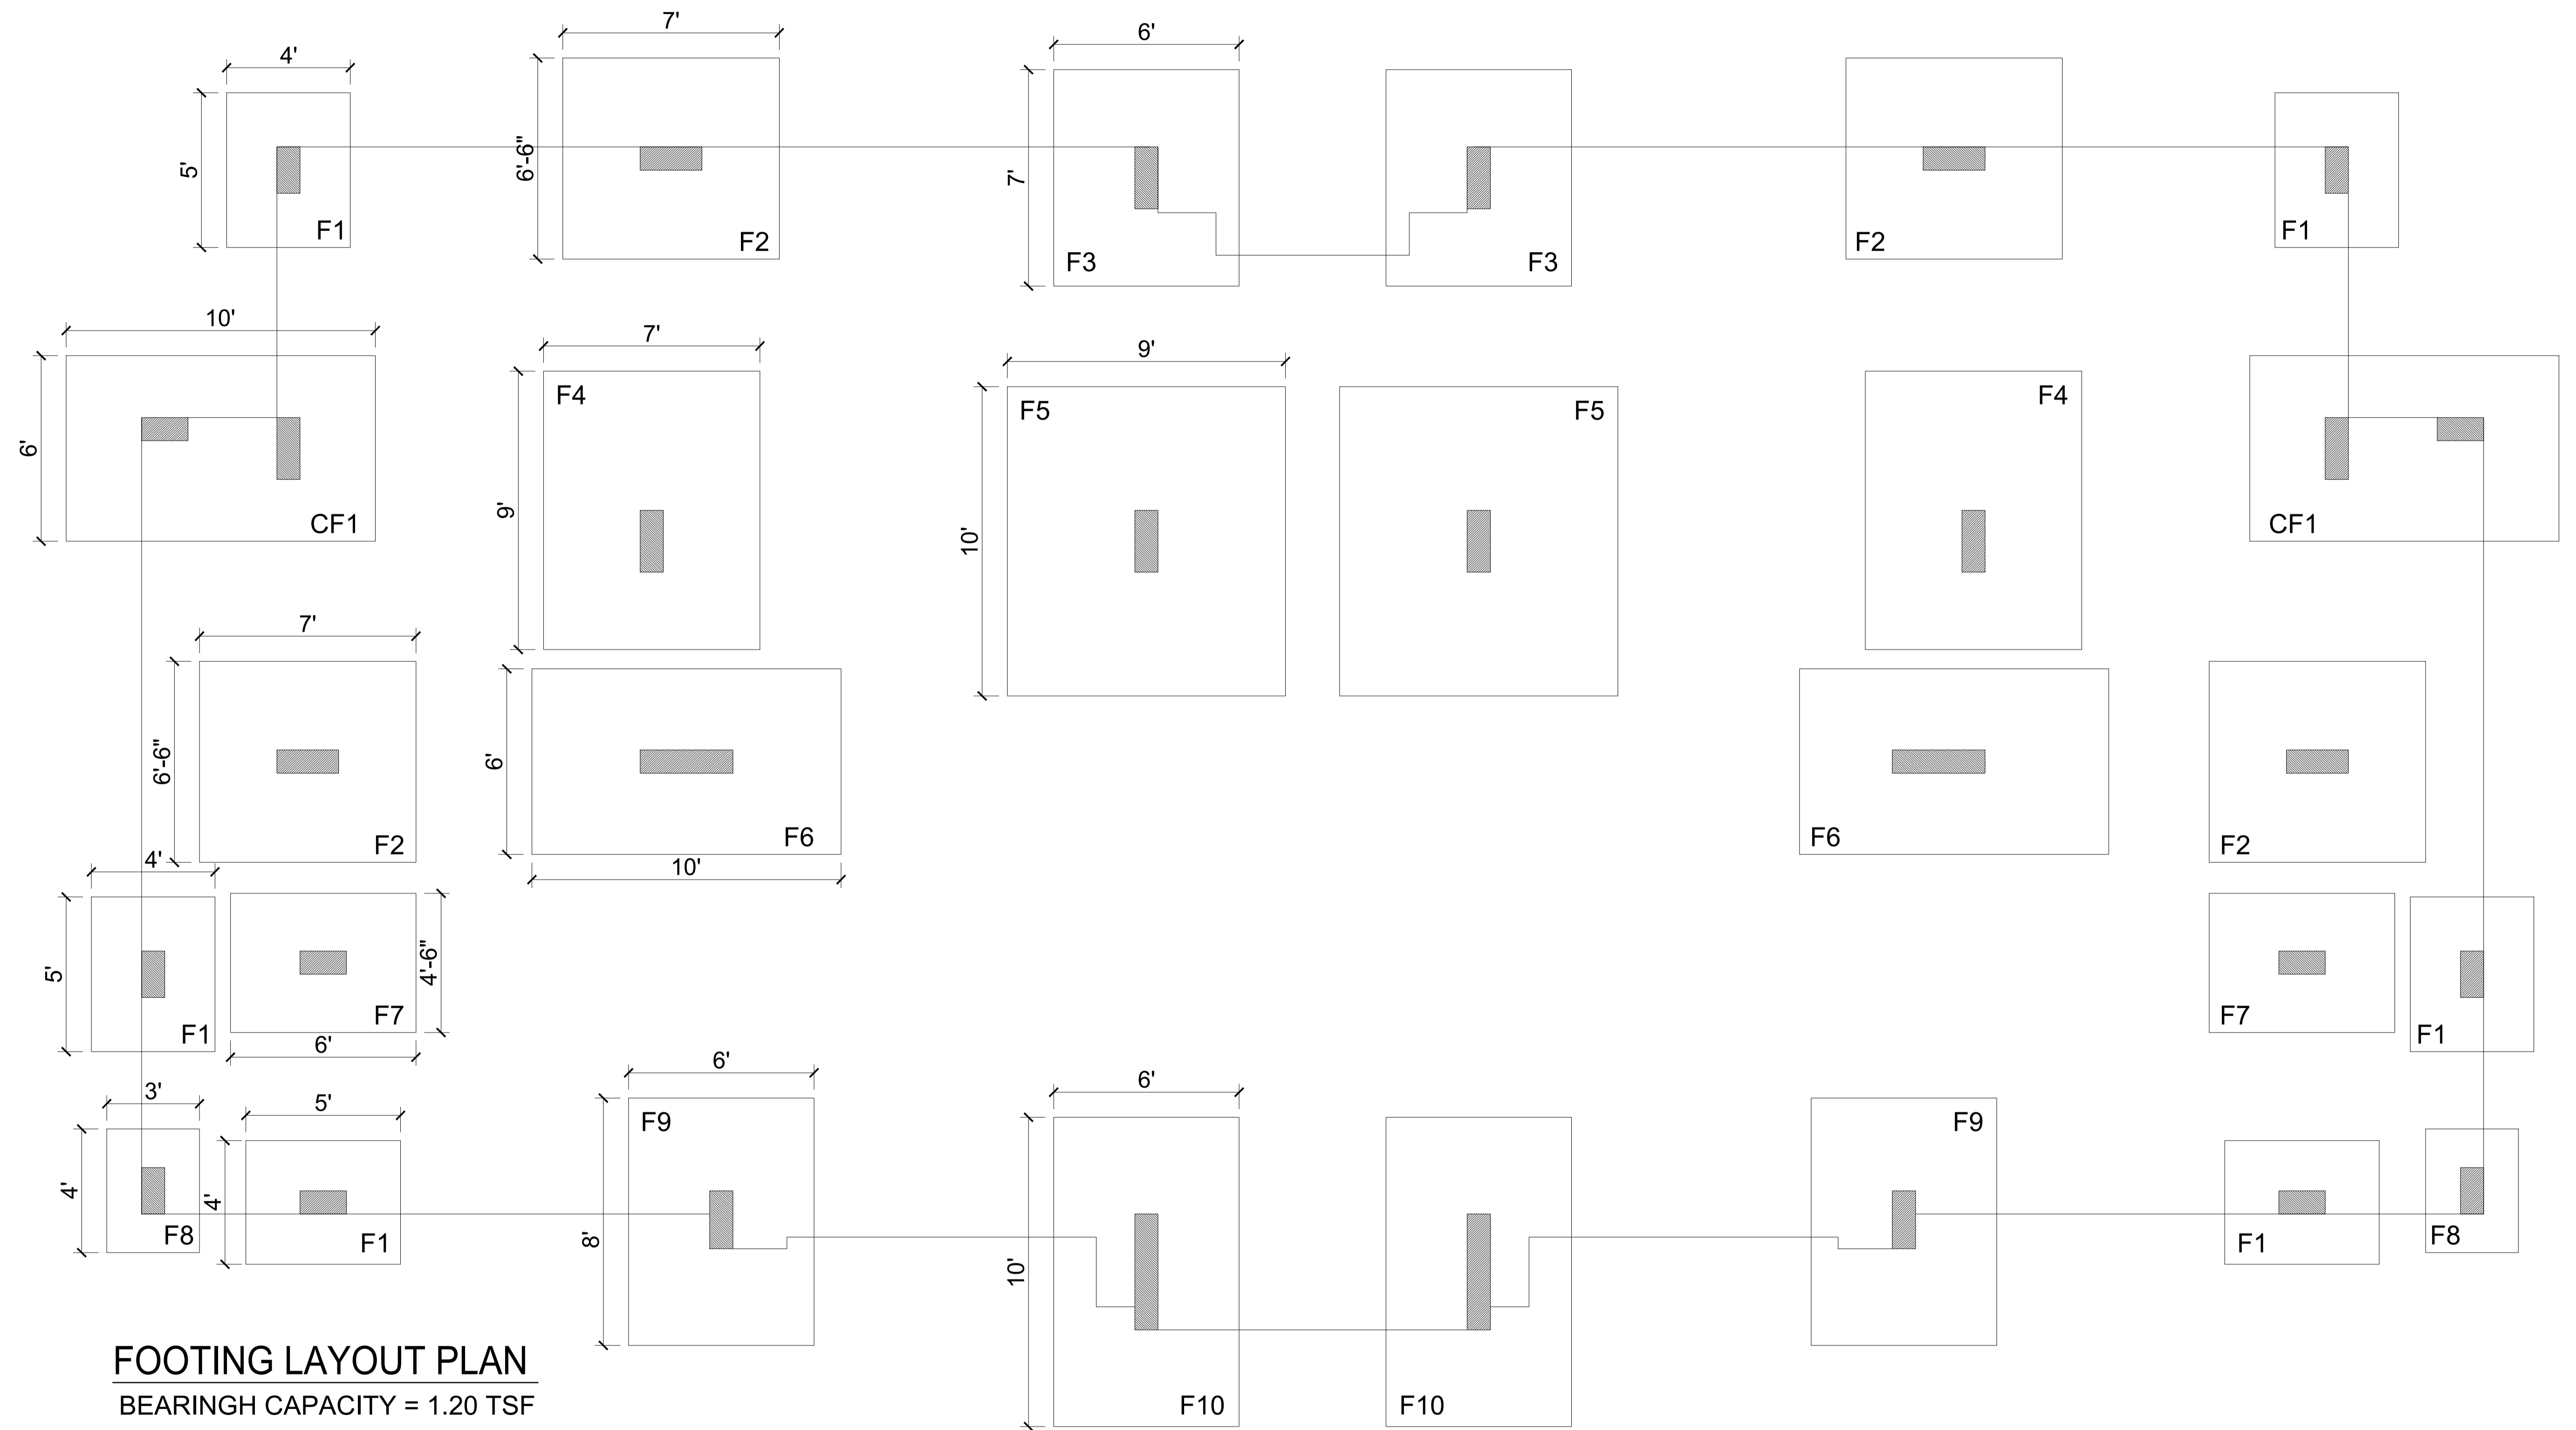 7'
6'
4'
6'-6"
5'
7'
F1
F2
F3
F3
F2
F1
10'
7'
9'
6'
F4
F5
F5
F4
9'
10'
CF1
CF1
7'
6'-6"
6'
F2
F6
F6
F2
4'
10'
5'
4'-6"
F1
F7
F7
F1
6'
6'
6'
3'
5'
F9
F9
4'
4'
8'
10'
F8
F1
F1
F8
FOOTING LAYOUT PLAN
BEARINGH CAPACITY = 1.20 TSF
F10
F10